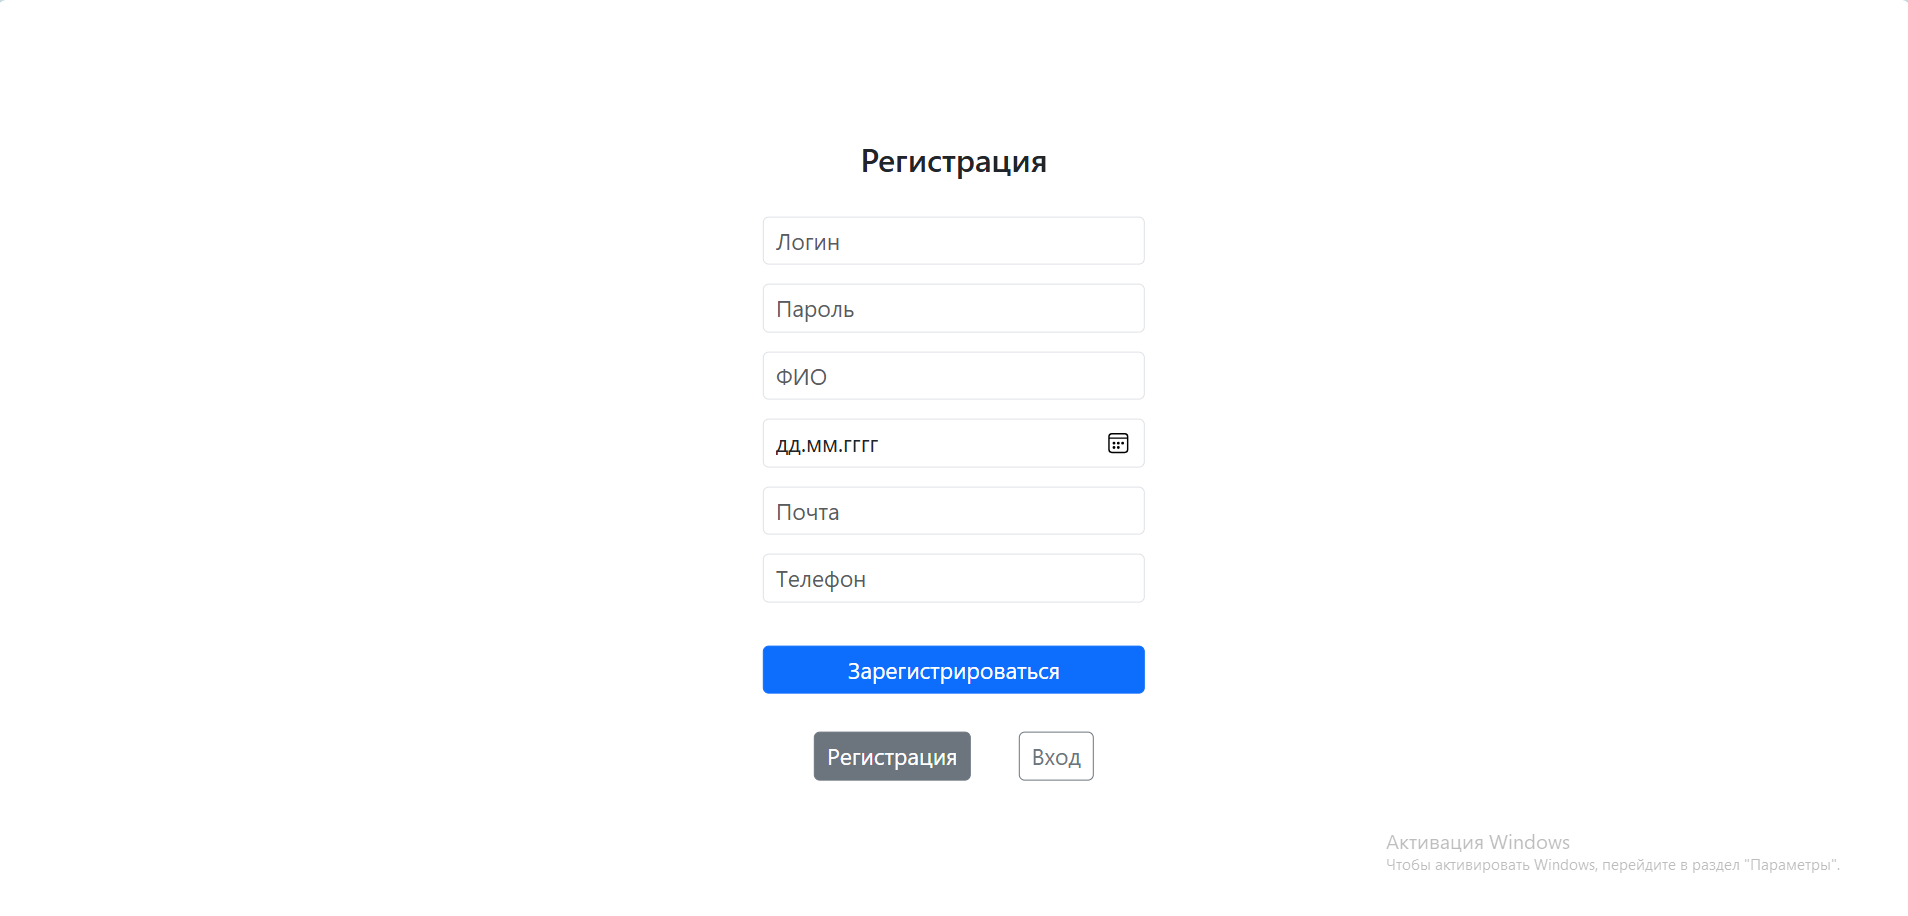 Регистрация
Логин
Пароль
ФИО
дд.мм.гггг
Почта
Телефон
Зарегистрироваться
Регистрация
Вход
Активация Windows
Чтобы активировать Windows, перейдите в раздел "Параметры".